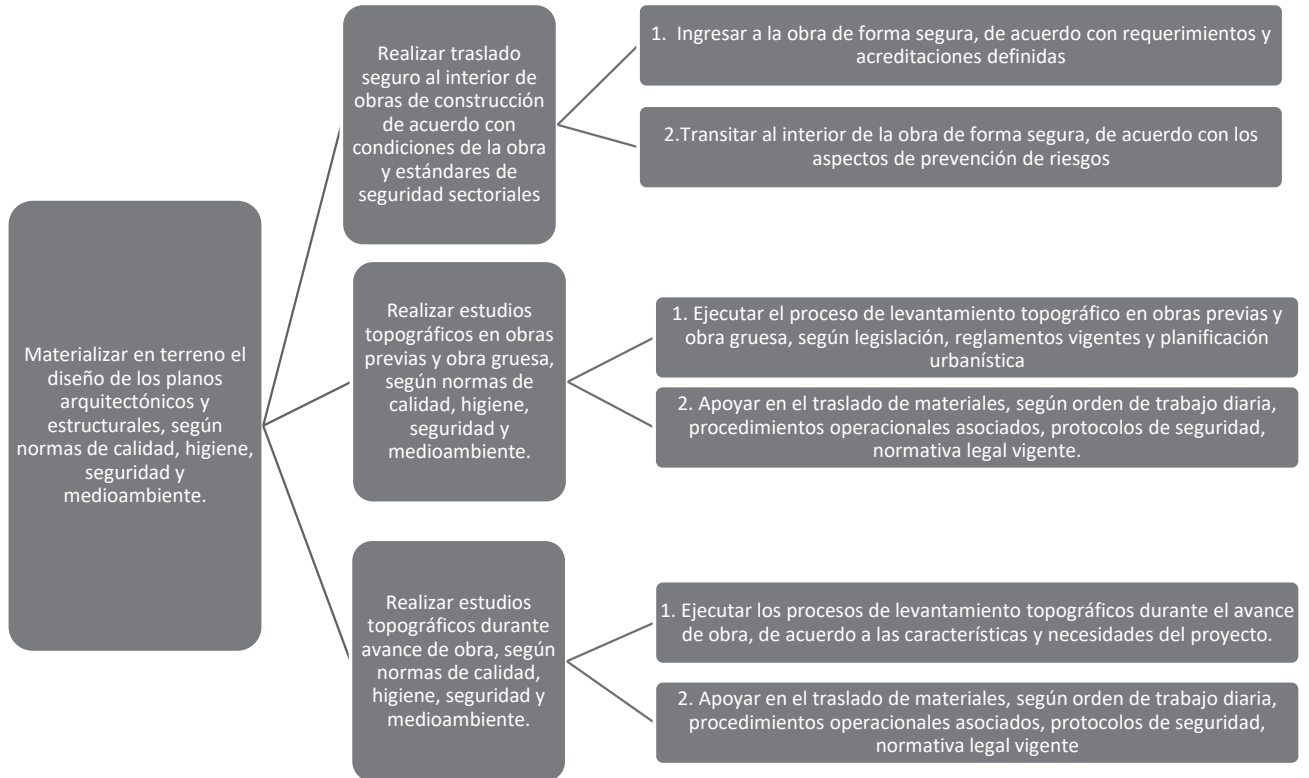 Materializar en terreno el
diseño de los planos
arquitectónicos y
estructurales, según
normas de calidad, higiene,
seguridad y
medioambiente.
Realizar traslado
seguro al interior de
obras de construcción
de acuerdo con
condiciones de la obra
y estándares de
seguridad sectoriales
1. Ingresar a la obra de forma segura, de acuerdo con requerimientos y
acreditaciones definidas
2.Transitar al interior de la obra de forma segura, de acuerdo con los
aspectos de prevención de riesgos
Realizar estudios
topográficos en obras
previas y obra gruesa,
según normas de
calidad, higiene,
seguridad y
medioambiente.
1. Ejecutar el proceso de levantamiento topográfico en obras previas y
obra gruesa, según legislación, reglamentos vigentes y planificación
urbanística
2. Apoyar en el traslado de materiales, según orden de trabajo diaria,
procedimientos operacionales asociados, protocolos de seguridad,
normativa legal vigente.
Realizar estudios
topográficos durante
avance de obra, según
normas de calidad,
higiene, seguridad y
medioambiente.
1. Ejecutar los procesos de levantamiento topográficos durante el avance
de obra, de acuerdo a las características y necesidades del proyecto.
2. Apoyar en el traslado de materiales, según orden de trabajo diaria,
procedimientos operacionales asociados, protocolos de seguridad,
normativa legal vigente